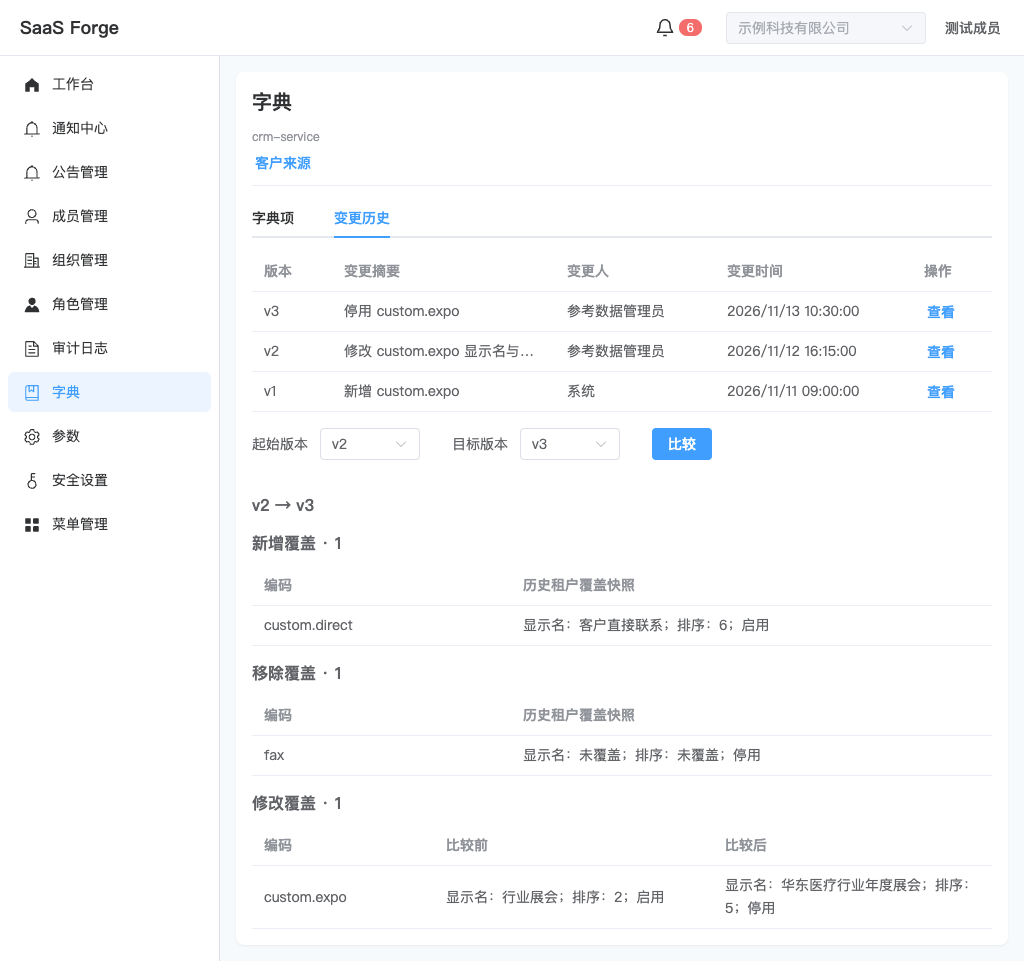 SaaS Forge
6
示例科技有限公司
测试成员
工作台
通知中心
公告管理
成员管理
组织管理
角色管理
审计日志
字典
参数
安全设置
菜单管理
字典
crm-service
客户来源
字典项 变更历史
版本 变更摘要 变更人 变更时间 操作
v3 停用 custom.expo 参考数据管理员 2026/11/13 10:30:00 查看
v2 修改 custom.expo 显示名与... 参考数据管理员 2026/11/12 16:15:00 查看
v1 新增 custom.expo 系统 2026/11/11 09:00:00 查看
起始版本 v2 目标版本 v3 比较
v2 → v3
新增覆盖 · 1
编码 历史租户覆盖快照
custom.direct 显示名：客户直接联系；排序：6；启用
移除覆盖 · 1
编码 历史租户覆盖快照
fax 显示名：未覆盖；排序：未覆盖；停用
修改覆盖 · 1
编码 比较前 比较后
custom.expo 显示名：行业展会；排序：2；启用 显示名：华东医疗行业年度展会；排序：
5；停用